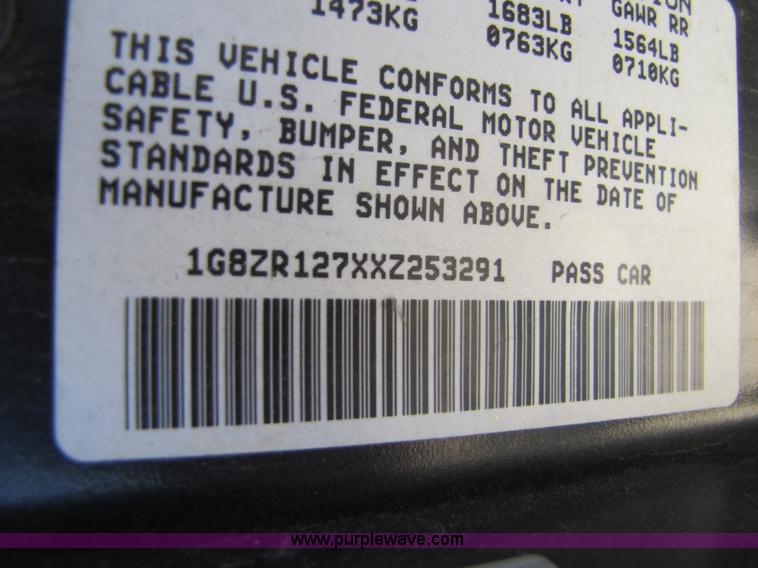 GAWR RR
1473KG 1683LB 1564LB
0763KG 0710KG
THIS VEHICLE CONFORMS TO ALL APPLI-
CABLE U.S. FEDERAL MOTOR VEHICLE
SAFETY, BUMPER, AND THEFT PREVENTION
STANDARDS IN EFFECT ON THE DATE OF
MANUFACTURE SHOWN ABOVE.
1G8ZR127XXZ253291 PASS CAR
www.purplewave.com